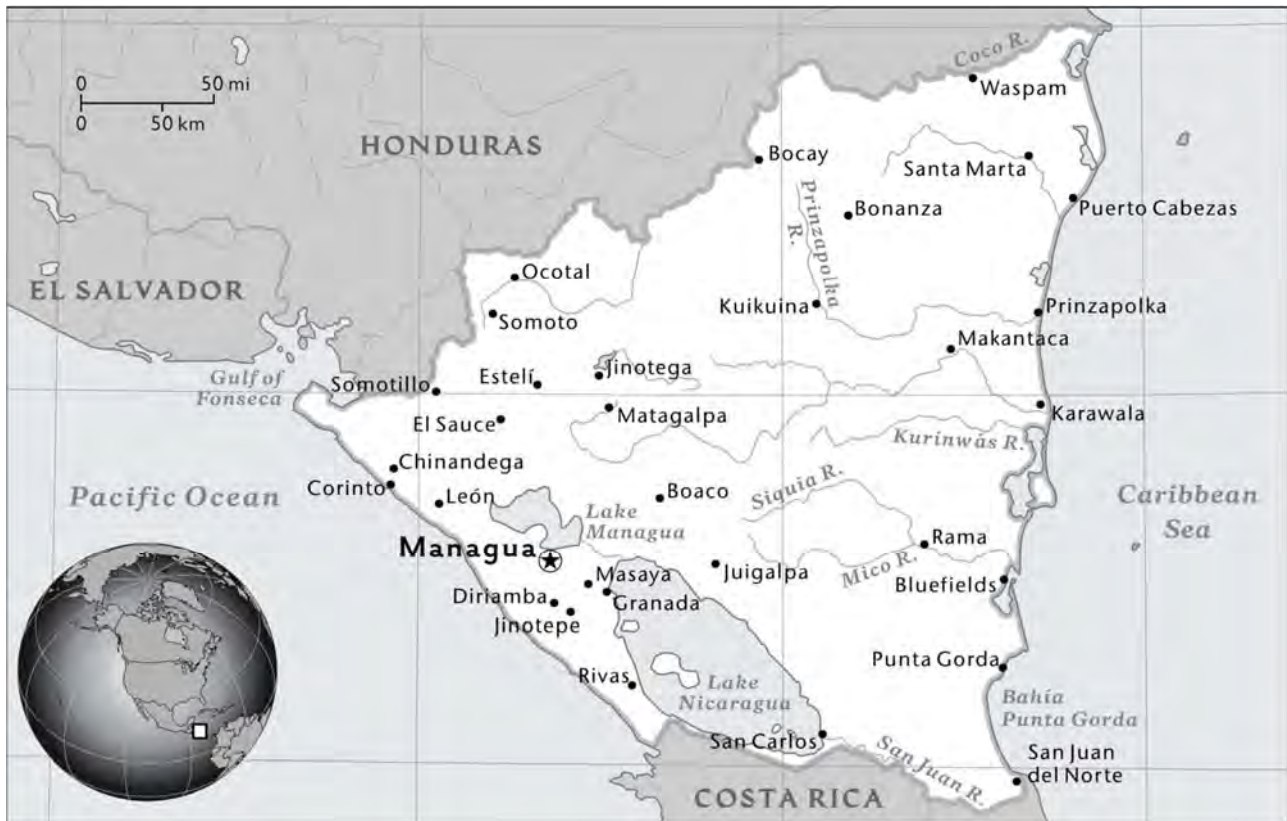 0 50 mi
0 50 km
Coco R.
Waspam
HONDURAS
Bocay
Santa Marta
Prinzapolka
R.
Bonanza
Puerto Cabezas
Ocotal
EL SALVADOR
Somoto
Kuikuina
Prinzapolka
Makantaca
Gulf of
Fonseca
Somotillo
Estelí
Jinotega
El Sauce
Matagalpa
Karawala
Kurinwás R.
Chinandega
Corinto
León
Pacific Ocean
Boaco
Siquia R.
Caribbean
Sea
Lake
Managua
Managua
Rama
Masaya
Juigalpa
Mico R.
Bluefields
Diriamba
Granada
Jinotepe
Punta Gorda
Rivas
Lake
Nicaragua
Bahía
Punta Gorda
San Carlos
San Juan R.
San Juan
del Norte
COSTA RICA